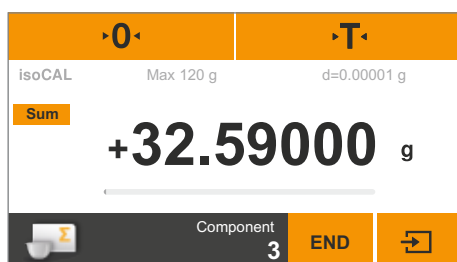 0 T
isoCAL Max 120 g d=0.00001 g
Sum
+32.59000 g
Σ Component
3 END